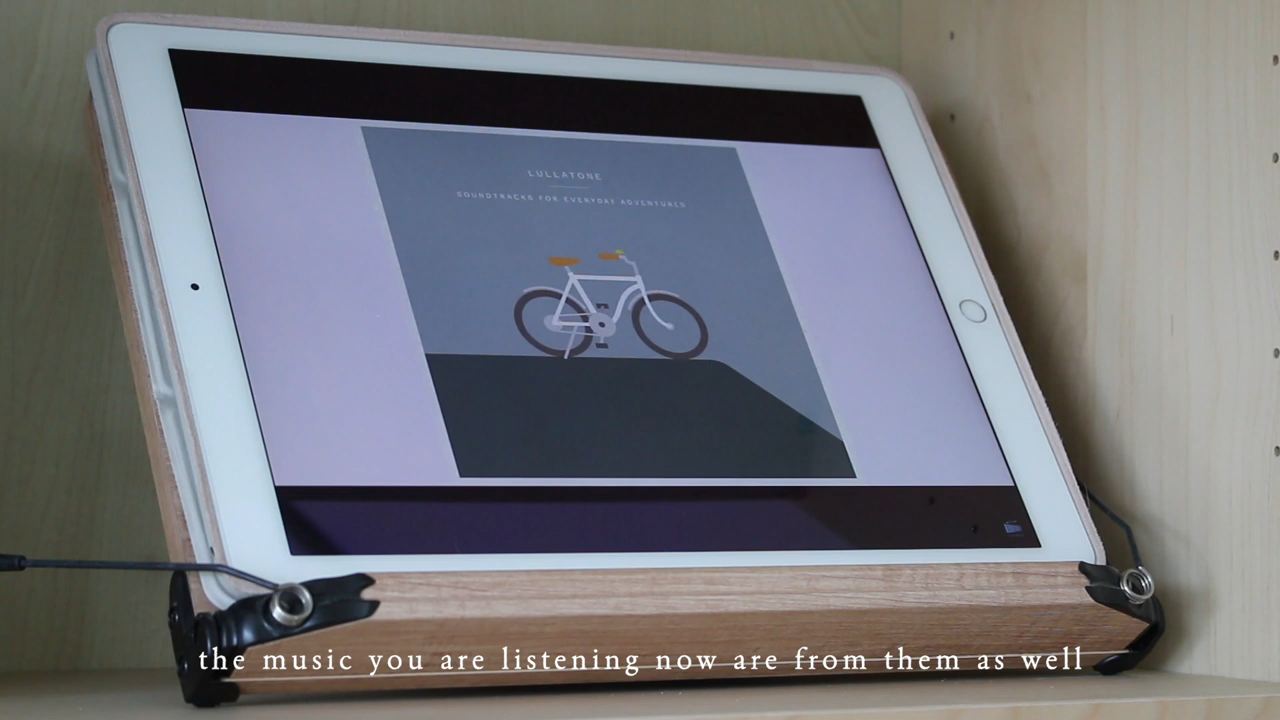 LULLATONE
SOUNDTRACKS FOR EVERYDAY ADVENTURES
the music you are listening now are from them as well